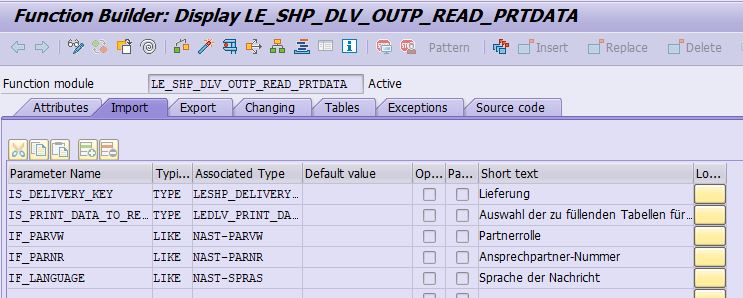 Function Builder: Display LE_SHP_DLV_OUTP_READ_PRTDATA
Pattern Insert Replace Delete
Function module LE_SHP_DLV_OUTP_READ_PRTDATA Active
Attributes Import Export Changing Tables Exceptions Source code
Parameter Name Typi... Associated Type Default value Op... Pa... Short text Lo...
IS_DELIVERY_KEY TYPE LESHP_DELIVERY... Lieferung
IS_PRINT_DATA_TO_RE... TYPE LEDLV_PRINT_DA... Auswahl der zu füllenden Tabellen für...
IF_PARVW LIKE NAST-PARVW Partnerrolle
IF_PARNR LIKE NAST-PARNR Ansprechpartner-Nummer
IF_LANGUAGE LIKE NAST-SPRAS Sprache der Nachricht